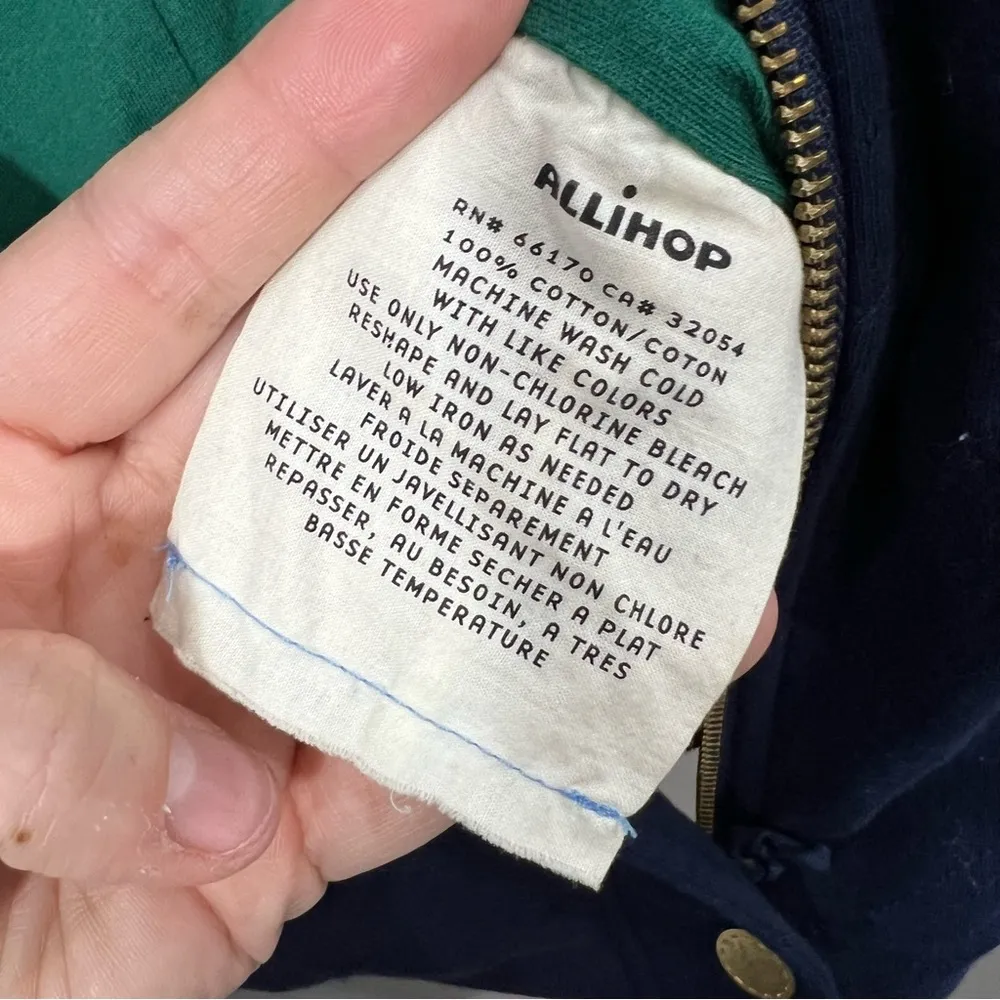 ALLIHOP
RN# 66170 CA# 32054
100% COTTON/COTON
MACHINE WASH COLD
WITH LIKE COLORS
USE ONLY NON-CHLORINE BLEACH
RESHAPE AND LAY FLAT TO DRY
LOW IRON AS NEEDED
LAVER A LA MACHINE A L'EAU
FROIDE SEPAREMENT
UTILISER UN JAVELLISANT NON CHLORE
METTRE EN FORME SECHER A PLAT
REPASSER, AU BESOIN, A TRES
BASSE TEMPERATURE